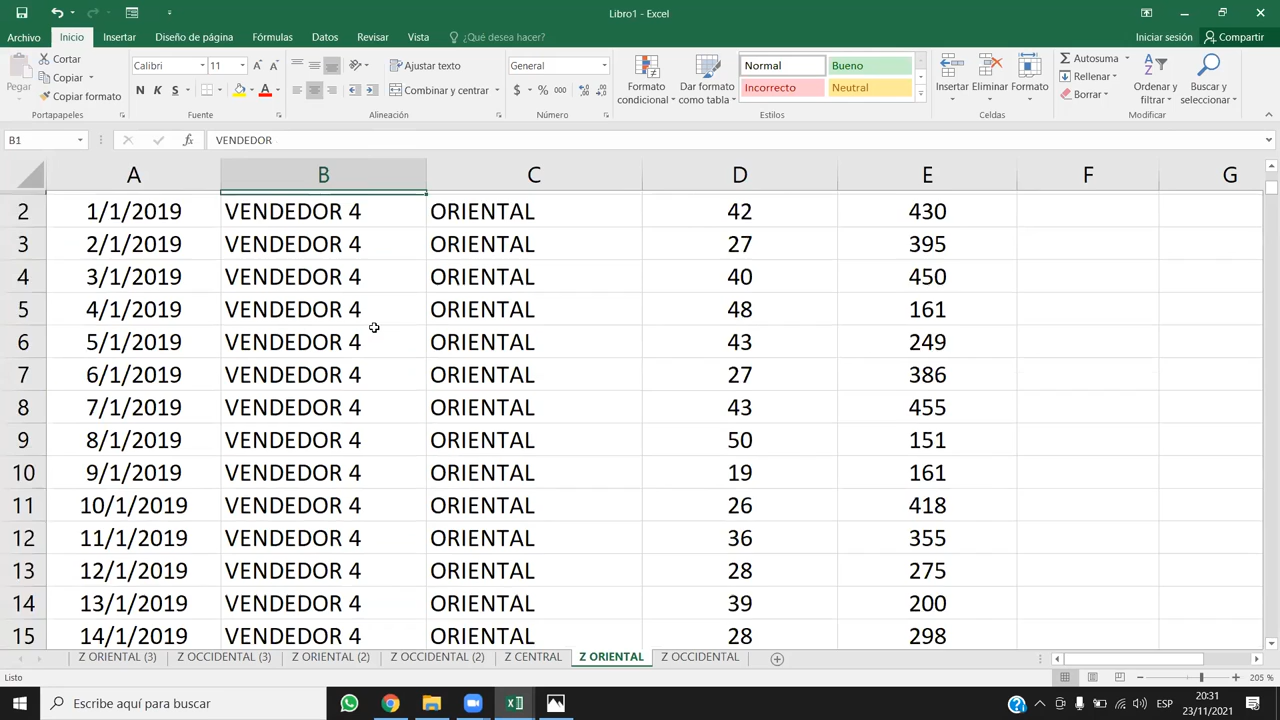 Libro1 - Excel
Archivo Inicio Insertar Diseño de página Fórmulas Datos Revisar Vista ¿Qué desea hacer? Iniciar sesión Compartir
Pegar
Cortar
Copiar
Copiar formato
Portapapeles
Calibri 11
N K S
Fuente
Ajustar texto
Combinar y centrar
Alineación
General
$ % 000
Número
Formato condicional
Dar formato como tabla
Normal Bueno
Incorrecto Neutral
Estilos
Insertar Eliminar Formato
Celdas
Autosuma
Rellenar
Borrar
Ordenar y filtrar
Buscar y seleccionar
Modificar
B1 fx VENDEDOR
A B C D E F G
2 1/1/2019 VENDEDOR 4 ORIENTAL 42 430
3 2/1/2019 VENDEDOR 4 ORIENTAL 27 395
4 3/1/2019 VENDEDOR 4 ORIENTAL 40 450
5 4/1/2019 VENDEDOR 4 ORIENTAL 48 161
6 5/1/2019 VENDEDOR 4 ORIENTAL 43 249
7 6/1/2019 VENDEDOR 4 ORIENTAL 27 386
8 7/1/2019 VENDEDOR 4 ORIENTAL 43 455
9 8/1/2019 VENDEDOR 4 ORIENTAL 50 151
10 9/1/2019 VENDEDOR 4 ORIENTAL 19 161
11 10/1/2019 VENDEDOR 4 ORIENTAL 26 418
12 11/1/2019 VENDEDOR 4 ORIENTAL 36 355
13 12/1/2019 VENDEDOR 4 ORIENTAL 28 275
14 13/1/2019 VENDEDOR 4 ORIENTAL 39 200
15 14/1/2019 VENDEDOR 4 ORIENTAL 28 298
Z ORIENTAL (3) Z OCCIDENTAL (3) Z ORIENTAL (2) Z OCCIDENTAL (2) Z CENTRAL Z ORIENTAL Z OCCIDENTAL
Listo 205 %
Escribe aquí para buscar
ESP
20:31
23/11/2021